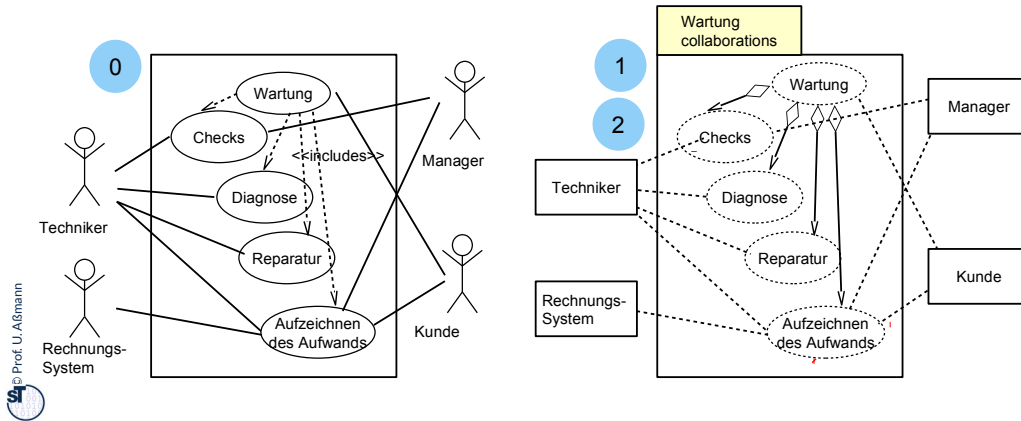 0
Wartung
Checks
<<includes>>
Diagnose
Reparatur
Aufzeichnen
des Aufwands
Techniker
Rechnungs-
System
Manager
Kunde
© Prof. U. Aßmann
ST
Wartung
collaborations
1
2
Wartung
Checks
Diagnose
Reparatur
Aufzeichnen
des Aufwands
Techniker
Rechnungs-
System
Manager
Kunde